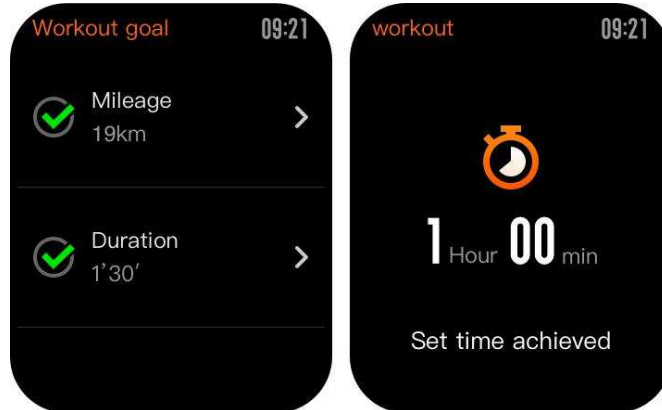 Workout goal 09:21
Mileage
19km
Duration
1'30'
workout 09:21
1 Hour 00 min
Set time achieved